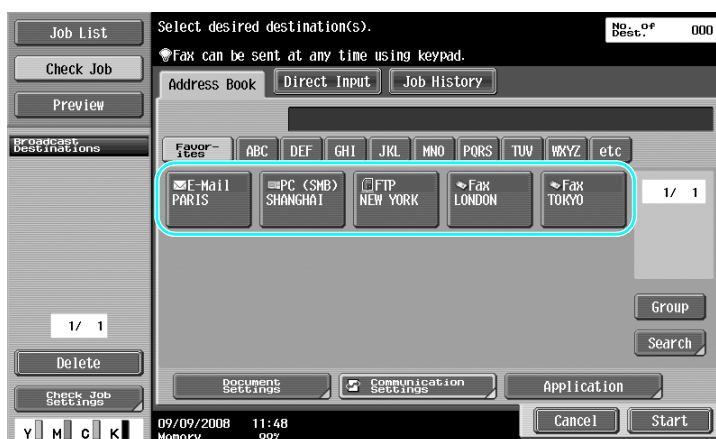 Job List
Check Job
Preview
Broadcast
Destinations
1/ 1
Delete
Check Job
Settings
Y M C K
Select desired destination(s).
No. of
Dest. 000
Fax can be sent at any time using keypad.
Address Book Direct Input Job History
Favor-
ites ABC DEF GHI JKL MNO PQRS TUV WXYZ etc
E-Mail PC (SMB) FTP Fax Fax
PARIS SHANGHAI NEW YORK LONDON TOKYO
1/ 1
Group
Search
Document
Settings
Communication
Settings
Application
09/09/2008 11:48
Memory 99%
Cancel Start